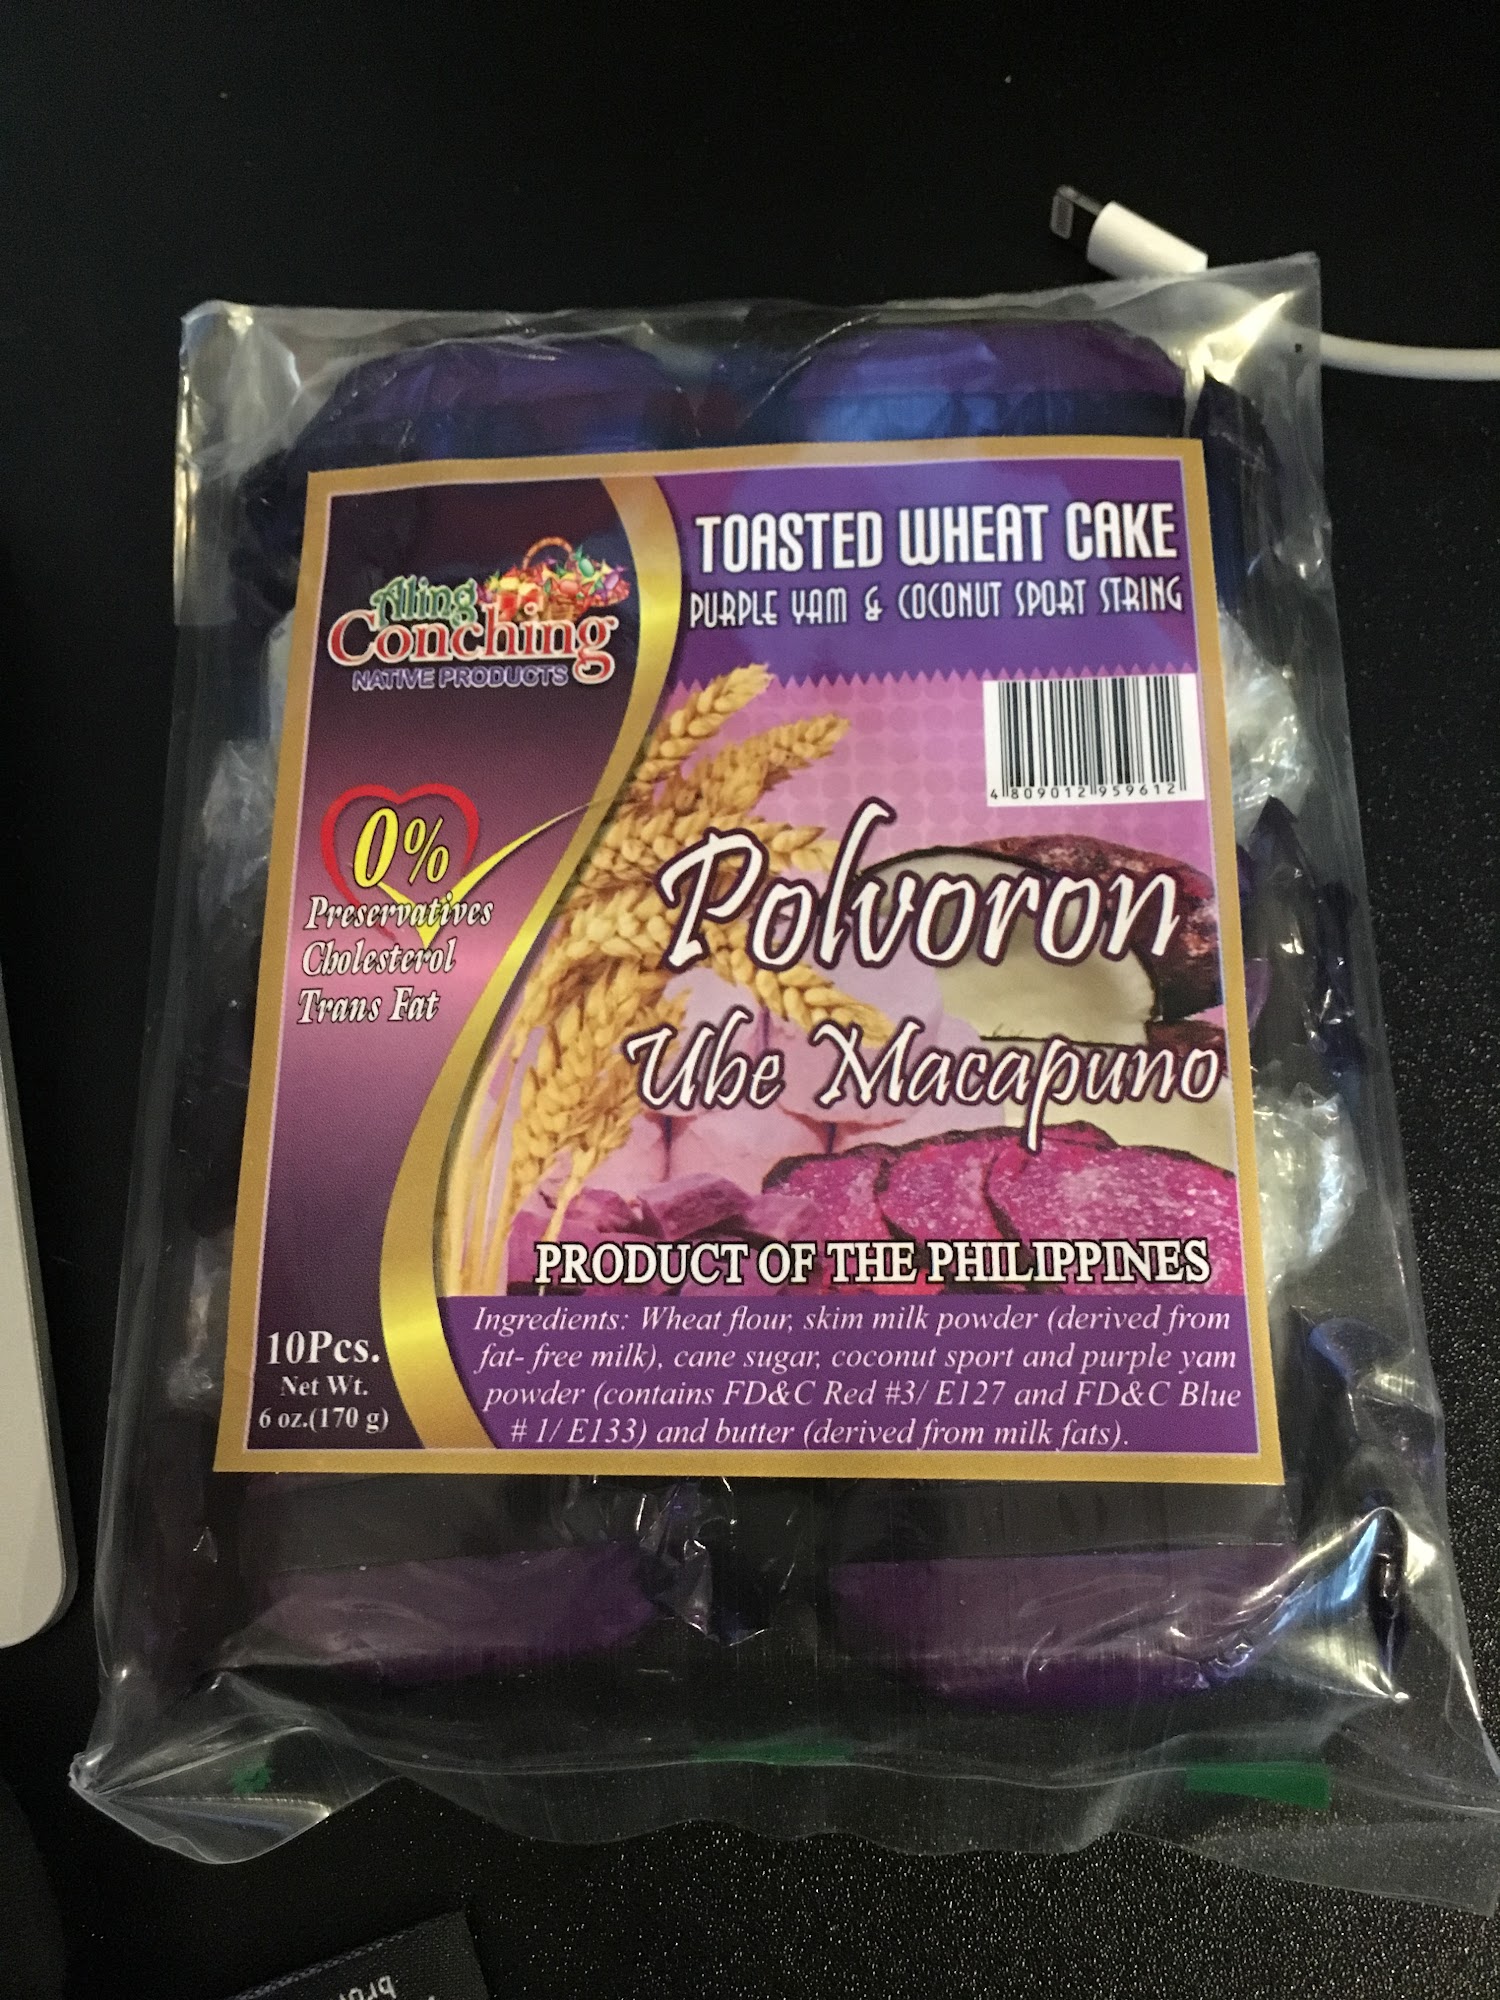 TOASTED WHEAT CAKE
PURPLE YAM & COCONUT SPORT STRING
Aling
Conching
NATIVE PRODUCTS
4 809012 959612
0%
Preservatives
Cholesterol
Trans Fat
Polvoron
Ube Macapuno
PRODUCT OF THE PHILIPPINES
Ingredients: Wheat flour, skim milk powder (derived from
fat- free milk), cane sugar, coconut sport and purple yam
powder (contains FD&C Red #3/ E127 and FD&C Blue
# 1/ E133) and butter (derived from milk fats).
10Pcs.
Net Wt.
6 oz.(170 g)